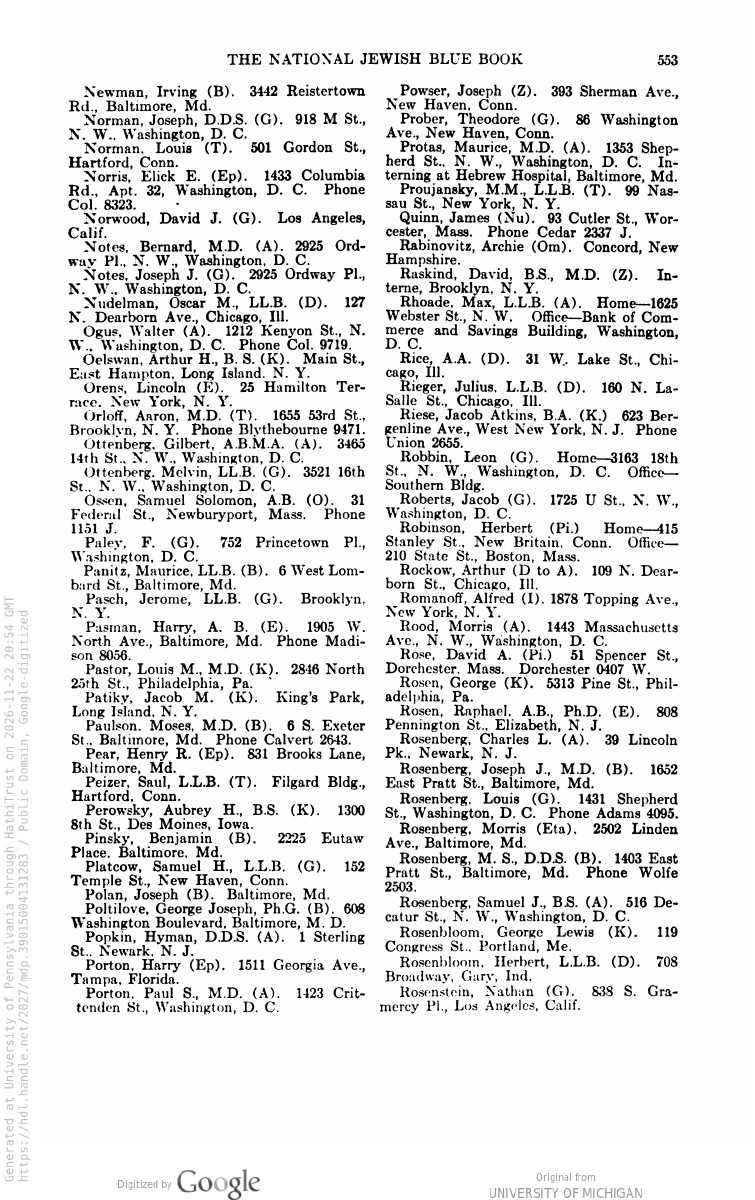 THE NATIONAL JEWISH BLUE BOOK 553
Newman, Irving (B). 3442 Reistertown
Rd., Baltimore, Md.
Norman, Joseph, D.D.S. (G). 918 M St.,
N. W., Washington, D. C.
Norman, Louis (T). 501 Gordon St.,
Hartford, Conn.
Norris, Elick E. (Ep). 1433 Columbia
Rd., Apt. 32, Washington, D. C. Phone
Col. 8323.
Norwood, David J. (G). Los Angeles,
Calif.
Notes, Bernard, M.D. (A). 2925 Ord-
way Pl., N. W., Washington, D. C.
Notes, Joseph J. (G). 2925 Ordway Pl.,
N. W., Washington, D. C.
Nudelman, Oscar M., LL.B. (D). 127
N. Dearborn Ave., Chicago, Ill.
Ogus, Walter (A). 1212 Kenyon St., N.
W., Washington, D. C. Phone Col. 9719.
Oelswan, Arthur H., B. S. (K). Main St.,
East Hampton, Long Island, N. Y.
Orens, Lincoln (E). 25 Hamilton Ter-
race, New York, N. Y.
Orloff, Aaron, M.D. (T). 1655 53rd St.,
Brooklyn, N. Y. Phone Blythebourne 9471.
Ottenberg, Gilbert, A.B.M.A. (A). 3465
14th St., N. W., Washington, D. C.
Ottenberg, Melvin, LL.B. (G). 3521 16th
St., N. W., Washington, D. C.
Ossen, Samuel Solomon, A.B. (O). 31
Federal St., Newburyport, Mass. Phone
1151 J.
Paley, F. (G). 752 Princetown Pl.,
Washington, D. C.
Panitz, Maurice, LL.B. (B). 6 West Lom-
bard St., Baltimore, Md.
Pasch, Jerome, LL.B. (G). Brooklyn,
N. Y.
Pasman, Harry, A. B. (E). 1905 W.
North Ave., Baltimore, Md. Phone Madi-
son 8056.
Pastor, Louis M., M.D. (K). 2846 North
25th St., Philadelphia, Pa.
Patiky, Jacob M. (K). King's Park,
Long Island, N. Y.
Paulson, Moses, M.D. (B). 6 S. Exeter
St., Baltimore, Md. Phone Calvert 2643.
Pear, Henry R. (Ep). 831 Brooks Lane,
Baltimore, Md.
Peizer, Saul, L.L.B. (T). Filgard Bldg.,
Hartford, Conn.
Perowsky, Aubrey H., B.S. (K). 1300
8th St., Des Moines, Iowa.
Pinsky, Benjamin (B). 2225 Eutaw
Place, Baltimore, Md.
Platcow, Samuel H., L.L.B. (G). 152
Temple St., New Haven, Conn.
Polan, Joseph (B). Baltimore, Md.
Poltilove, George Joseph, Ph.G. (B). 608
Washington Boulevard, Baltimore, M. D.
Popkin, Hyman, D.D.S. (A). 1 Sterling
St., Newark, N. J.
Porton, Harry (Ep). 1511 Georgia Ave.,
Tampa, Florida.
Porton, Paul S., M.D. (A). 1423 Crit-
tenden St., Washington, D. C.
Powser, Joseph (Z). 393 Sherman Ave.,
New Haven, Conn.
Prober, Theodore (G). 86 Washington
Ave., New Haven, Conn.
Protas, Maurice, M.D. (A). 1353 Shep-
herd St., N. W., Washington, D. C. In-
terning at Hebrew Hospital, Baltimore, Md.
Proujansky, M.M., L.L.B. (T). 99 Nas-
sau St., New York, N. Y.
Quinn, James (Nu). 93 Cutler St., Wor-
cester, Mass. Phone Cedar 2337 J.
Rabinovitz, Archie (Om). Concord, New
Hampshire.
Raskind, David, B.S., M.D. (Z). In-
terne, Brooklyn, N. Y.
Rhoade, Max, L.L.B. (A). Home—1625
Webster St., N. W. Office—Bank of Com-
merce and Savings Building, Washington,
D. C.
Rice, A.A. (D). 31 W. Lake St., Chi-
cago, Ill.
Rieger, Julius, L.L.B. (D). 160 N. La-
Salle St., Chicago, Ill.
Riese, Jacob Atkins, B.A. (K.) 623 Ber-
genline Ave., West New York, N. J. Phone
Union 2655.
Robbin, Leon (G). Home—3163 18th
St., N. W., Washington, D. C. Office—
Southern Bldg.
Roberts, Jacob (G). 1725 U St., N. W.,
Washington, D. C.
Robinson, Herbert (Pi.) Home—415
Stanley St., New Britain, Conn. Office—
210 State St., Boston, Mass.
Rockow, Arthur (D to A). 109 N. Dear-
born St., Chicago, Ill.
Romanoff, Alfred (I). 1878 Topping Ave.,
New York, N. Y.
Rood, Morris (A). 1443 Massachusetts
Ave., N. W., Washington, D. C.
Rose, David A. (Pi.) 51 Spencer St.,
Dorchester, Mass. Dorchester 0407 W.
Rosen, George (K). 5313 Pine St., Phil-
adelphia, Pa.
Rosen, Raphael, A.B., Ph.D. (E). 808
Pennington St., Elizabeth, N. J.
Rosenberg, Charles L. (A). 39 Lincoln
Pk., Newark, N. J.
Rosenberg, Joseph J., M.D. (B). 1652
East Pratt St., Baltimore, Md.
Rosenberg, Louis (G). 1431 Shepherd
St., Washington, D. C. Phone Adams 4095.
Rosenberg, Morris (Eta). 2502 Linden
Ave., Baltimore, Md.
Rosenberg, M. S., D.D.S. (B). 1403 East
Pratt St., Baltimore, Md. Phone Wolfe
2503.
Rosenberg, Samuel J., B.S. (A). 516 De-
catur St., N. W., Washington, D. C.
Rosenbloom, George Lewis (K). 119
Congress St., Portland, Me.
Rosenbloom, Herbert, L.L.B. (D). 708
Broadway, Gary, Ind.
Rosenstein, Nathan (G). 838 S. Gra-
mercy Pl., Los Angeles, Calif.
Generated at University of Pennsylvania through HathiTrust on 2026-11-22 20:54 GMT
https://hdl.handle.net/2027/mdp.39015004131283 / Public Domain, Google-digitized
Digitized by Google
Original from
UNIVERSITY OF MICHIGAN